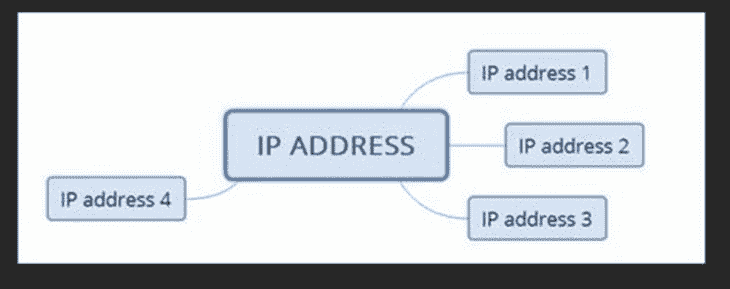 IP address 1
IP ADDRESS
IP address 2
IP address 4
IP address 3